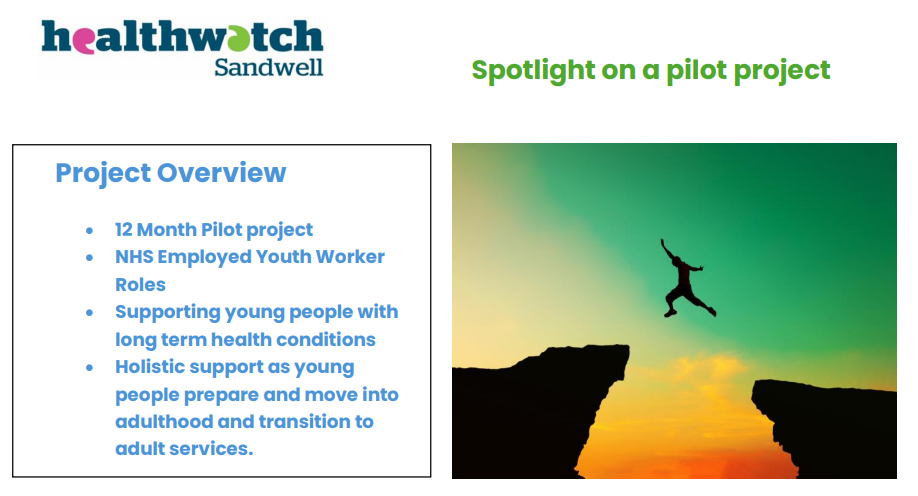 healthwatch
Sandwell
Spotlight on a pilot project
Project Overview
• 12 Month Pilot project
• NHS Employed Youth Worker
Roles
• Supporting young people with
long term health conditions
• Holistic support as young
people prepare and move into
adulthood and transition to
adult services.